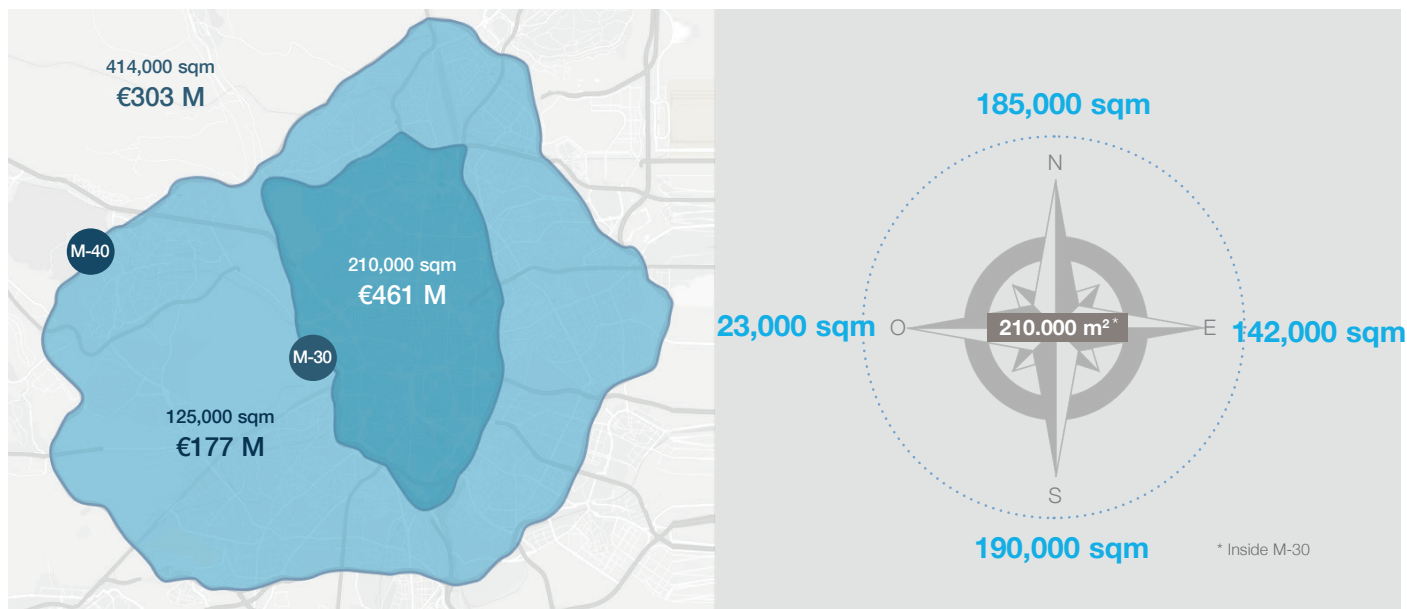 414,000 sqm
€303 M
M-40
210,000 sqm
€461 M
M-30
125,000 sqm
€177 M
185,000 sqm
N
23,000 sqm
O
210.000 m²*
E
142,000 sqm
S
190,000 sqm
* Inside M-30